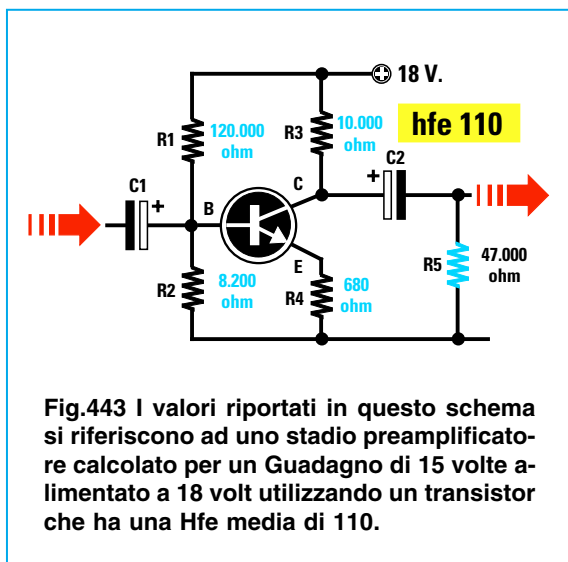 18 V.
hfe 110
R1
120.000
ohm
R3
10.000
ohm
C1
+
B
C
E
+
C2
R2
8.200
ohm
R4
680
ohm
R5
47.000
ohm
Fig.443 I valori riportati in questo schema
si riferiscono ad uno stadio preamplificato-
re calcolato per un Guadagno di 15 volte a-
limentato a 18 volt utilizzando un transistor
che ha una Hfe media di 110.